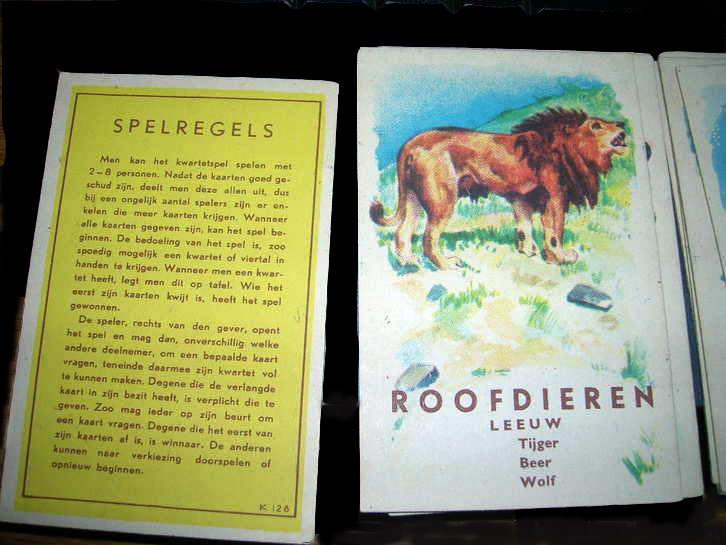 SPELREGELS
Men kan het kwartetspel spelen met
2—8 personen. Nadat de kaarten goed ge-
schud zijn, deelt men deze allen uit, dus
bij een ongelijk aantal spelers zijn er en-
kelen die meer kaarten krijgen. Wanneer
alle kaarten gegeven zijn, kan het spel be-
ginnen. De bedoeling van het spel is, zoo
spoedig mogelijk een kwartet of viertal in
handen te krijgen. Wanneer men een kwar-
tet heeft, legt men dit op tafel. Wie het
eerst zijn kaarten kwijt is, heeft het spel
gewonnen.
De speler, rechts van den gever, opent
het spel en mag dan, onverschillig welke
andere deelnemer, om een bepaalde kaart
vragen, teneinde daarmee zijn kwartet vol
te kunnen maken. Degene die de verlangde
kaart in zijn bezit heeft, is verplicht die te
geven. Zoo mag ieder op zijn beurt om
een kaart vragen. Degene die het eerst van
zijn kaarten af is, is winnaar. De anderen
kunnen naar verkiezing doorspelen of
opnieuw beginnen.
K 128
ROOFDIEREN
LEEUW
Tijger
Beer
Wolf